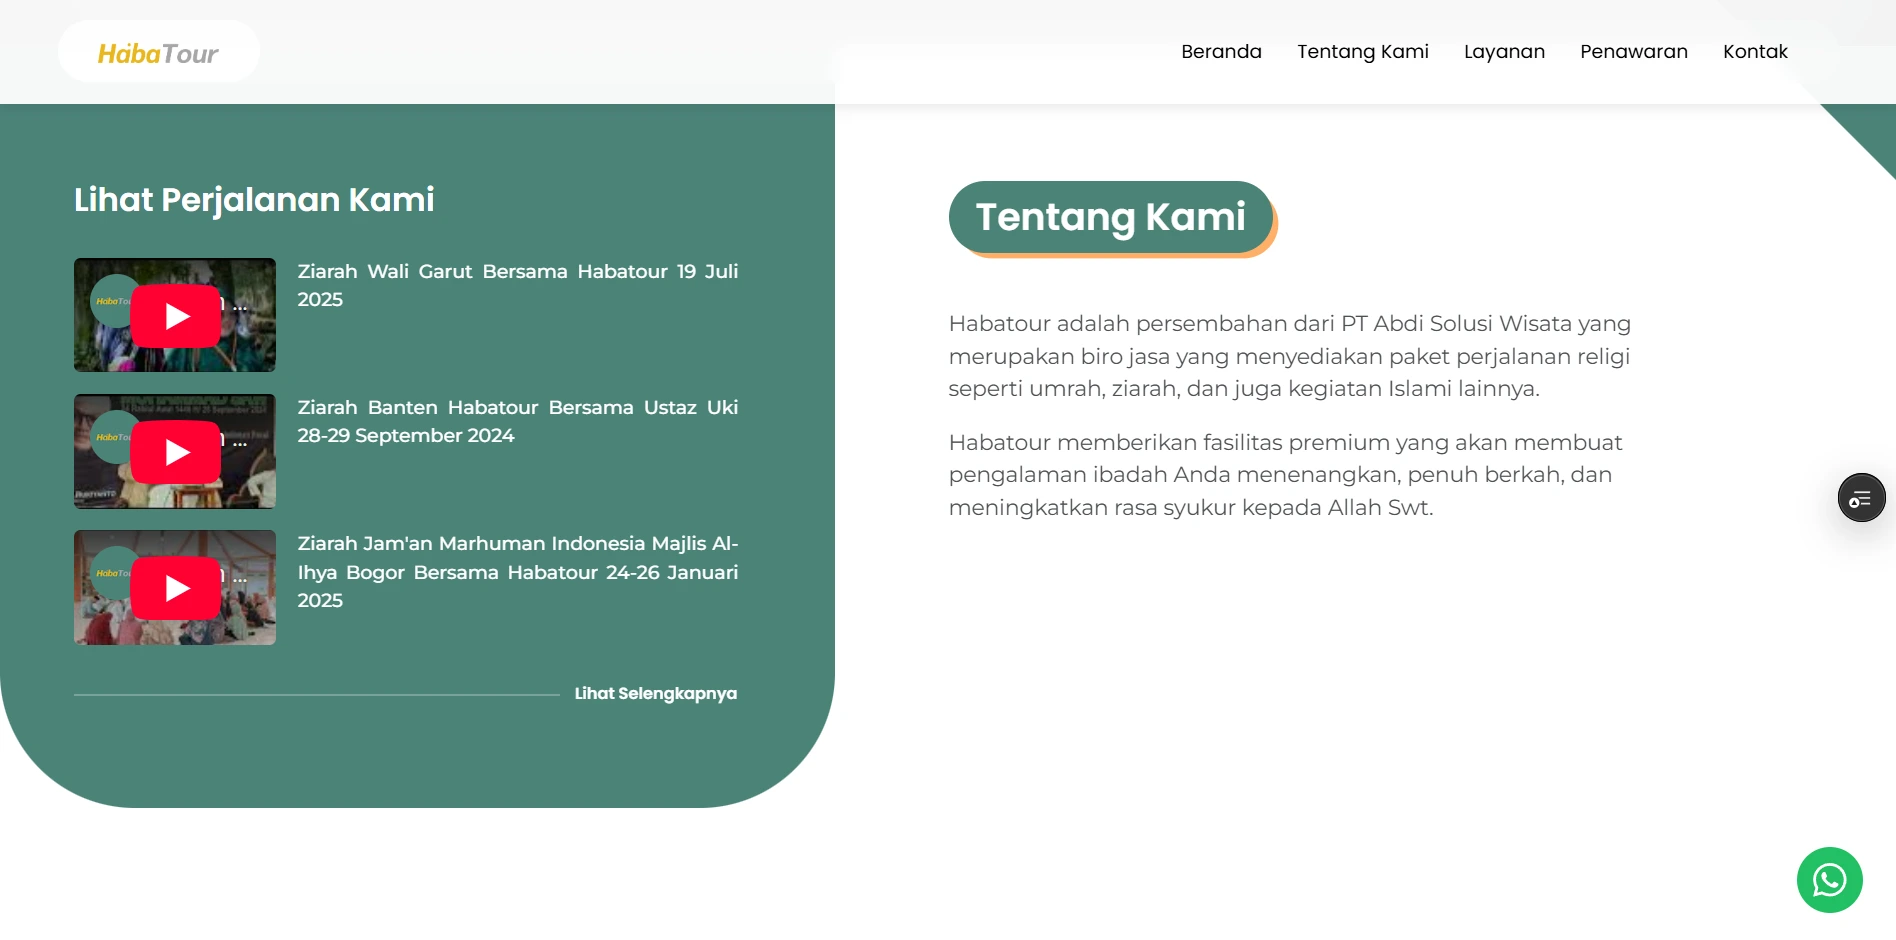 HabaTour
Beranda Tentang Kami Layanan Penawaran Kontak
Lihat Perjalanan Kami
Ziarah Wali Garut Bersama Habatour 19 Juli
2025
Ziarah Banten Habatour Bersama Ustaz Uki
28-29 September 2024
Ziarah Jam'an Marhuman Indonesia Majlis Al-
Ihya Bogor Bersama Habatour 24-26 Januari
2025
Lihat Selengkapnya
Tentang Kami
Habatour adalah persembahan dari PT Abdi Solusi Wisata yang
merupakan biro jasa yang menyediakan paket perjalanan religi
seperti umrah, ziarah, dan juga kegiatan Islami lainnya.
Habatour memberikan fasilitas premium yang akan membuat
pengalaman ibadah Anda menenangkan, penuh berkah, dan
meningkatkan rasa syukur kepada Allah Swt.